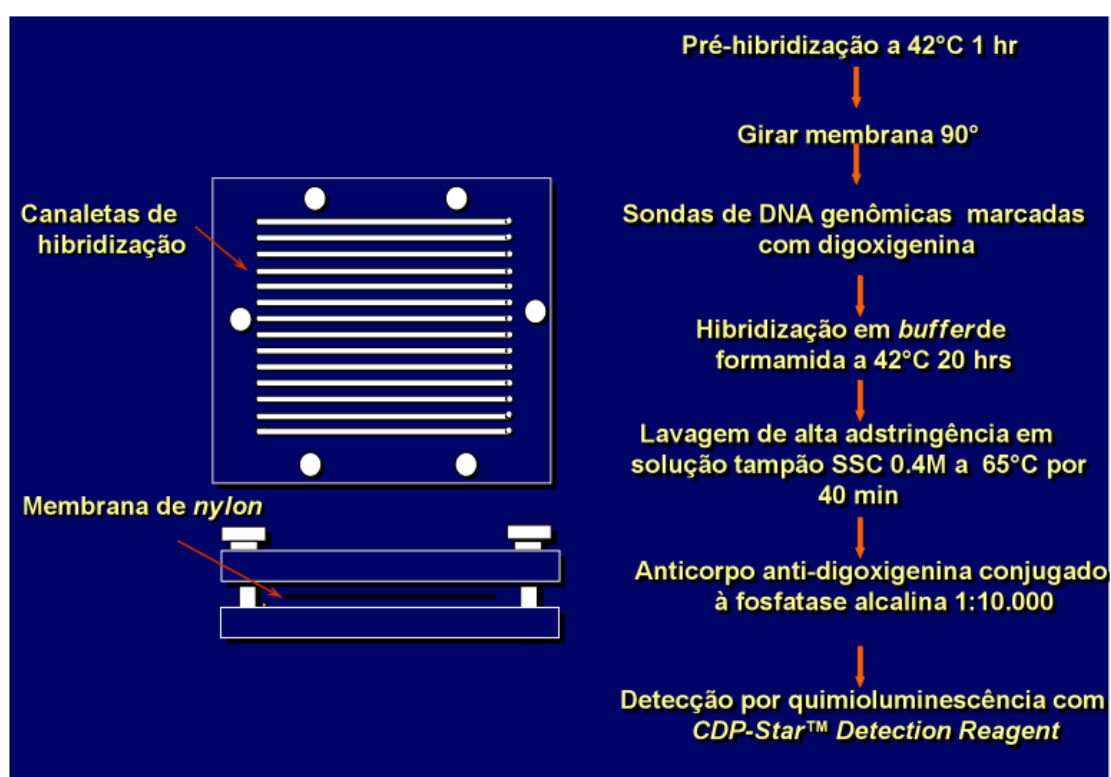 Canaletas de
hibridização
Membrana de nylon
Pré-hibridização a 42°C 1 hr
Girar membrana 90°
Sondas de DNA genômicas marcadas
com digoxigenina
Hibridização em bufferde
formamida a 42°C 20 hrs
Lavagem de alta adstringência em
solução tampão SSC 0.4M a 65°C por
40 min
Anticorpo anti-digoxigenina conjugado
à fosfatase alcalina 1:10.000
Detecção por quimioluminescência com
CDP-Star™ Detection Reagent